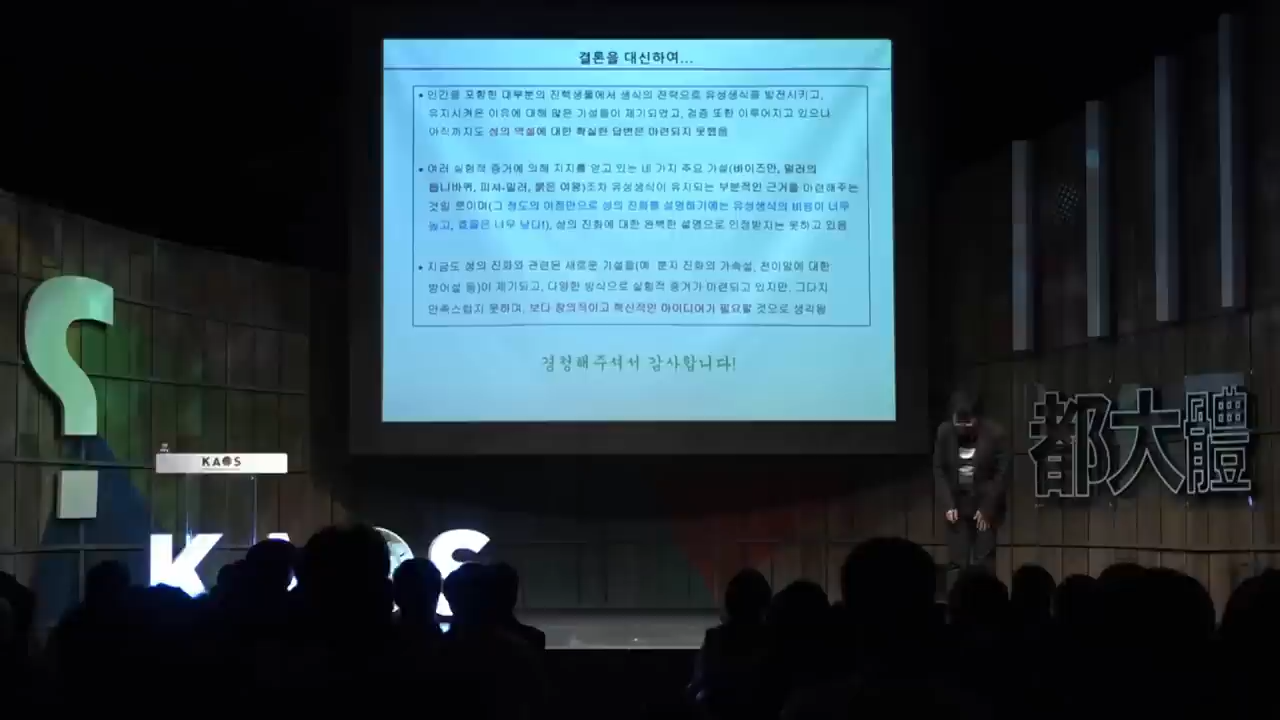 결론을 대신하여...
• 인간을 포함한 대부분의 진핵생물에서 생식의 전략으로 유성생식을 발전시키고,
유지시켜온 이유에 대해 많은 가설들이 제기되었고, 검증 또한 이루어지고 있으나
아직까지도 성의 역설에 대한 확실한 답변은 마련되지 못했음
• 여러 실험적 증거에 의해 지지를 얻고 있는 네 가지 주요 가설(바이즈만, 멀러의
톱니바퀴, 피셔-멀러, 붉은 여왕)조차 유성생식이 유지되는 부분적인 근거을 마련해주는
것일 뿐이며(그 정도의 이점만으로 성의 진화를 설명하기에는 유성생식의 비용이 너무
높고, 효율은 너무 낮다!), 성의 진화에 대한 완벽한 설명으로 인정받지는 못하고 있음
• 지금도 성의 진화와 관련된 새로운 가설들(예: 분자 진화의 가속설, 전이암에 대한
방어설 등)이 제기되고, 다양한 방식으로 실험적 증거가 마련되고 있지만, 그다지
만족스럽지 못하며, 보다 창의적이고 혁신적인 아이디어가 필요할 것으로 생각됨
경청해주셔서 감사합니다!
?
KAOS
KAOS
都大體